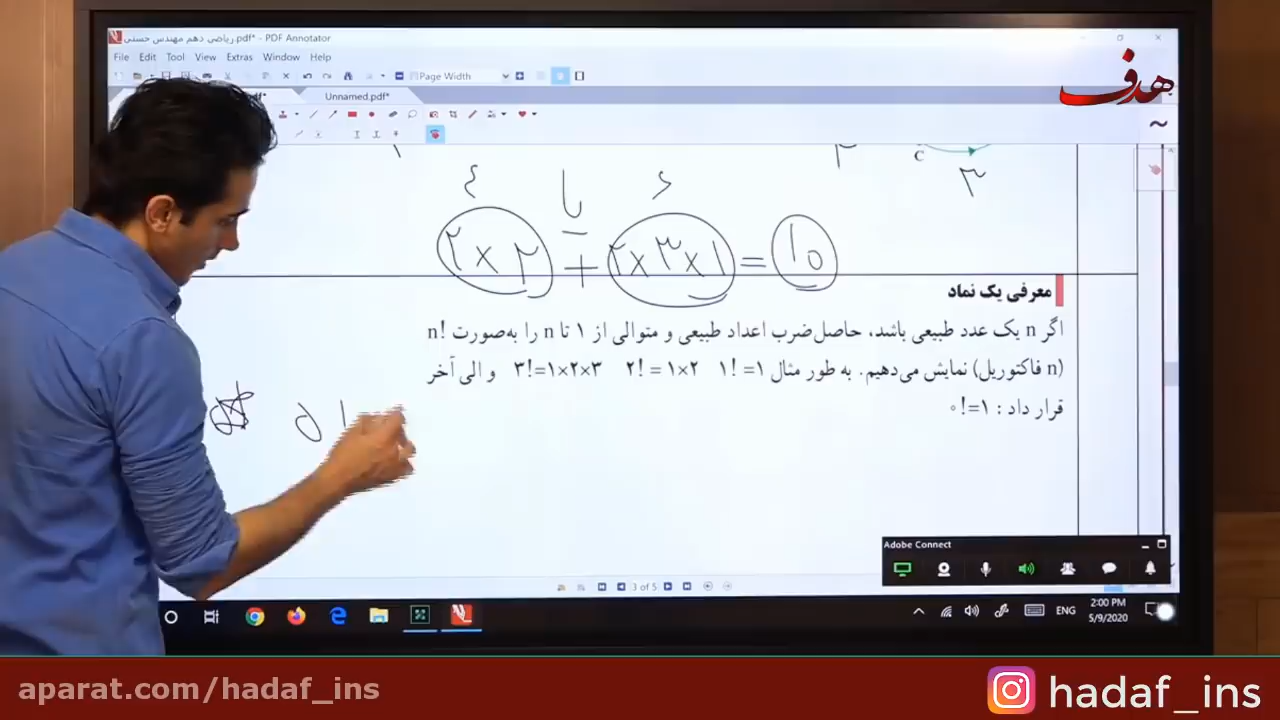 ریاضی دهم مهندس حسنی.pdf* - PDF Annotator
File Edit Tool View Extras Window Help
Page Width
Unnamed.pdf*
هدف
~
c
۳
۴ یا ۶
۲×۲ + ۲×۳×۱ = ۱۰
معرفی یک نماد
اگر n یک عدد طبیعی باشد، حاصل‌ضرب اعداد طبیعی و متوالی از ۱ تا n را به‌صورت n!
(n فاکتوریل) نمایش می‌دهیم. به طور مثال ۱! =۱ ۲! = ۱×۲ ۳!=۱×۲×۳ و الی آخر
قرار داد : ۰!=۱
Adobe Connect
3 of 5
ENG
2:00 PM
5/9/2020
aparat.com/hadaf_ins
hadaf_ins